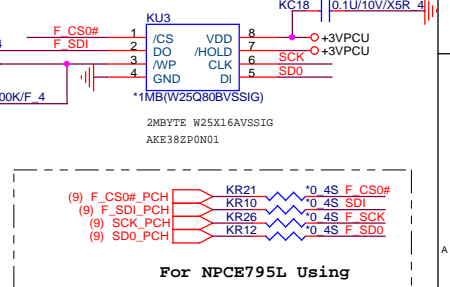 KC18 0.1U/10V/X5R_4
KU3
F_CS0# 1 /CS VDD 8 +3VPCU
F_SDI 2 DO /HOLD 7 +3VPCU
3 /WP CLK 6 SCK
4 GND DI 5 SD0
*1MB(W25Q80BVSSIG)
00K/F_4
2MBYTE W25X16AVSSIG
AKE38ZP0N01
(9) F_CS0#_PCH KR21 *0_4S F_CS0#
(9) F_SDI_PCH KR10 *0_4S SDI
(9) SCK_PCH KR26 *0_4S F_SCK
(9) SD0_PCH KR12 *0_4S F_SD0
A
For NPCE795L Using